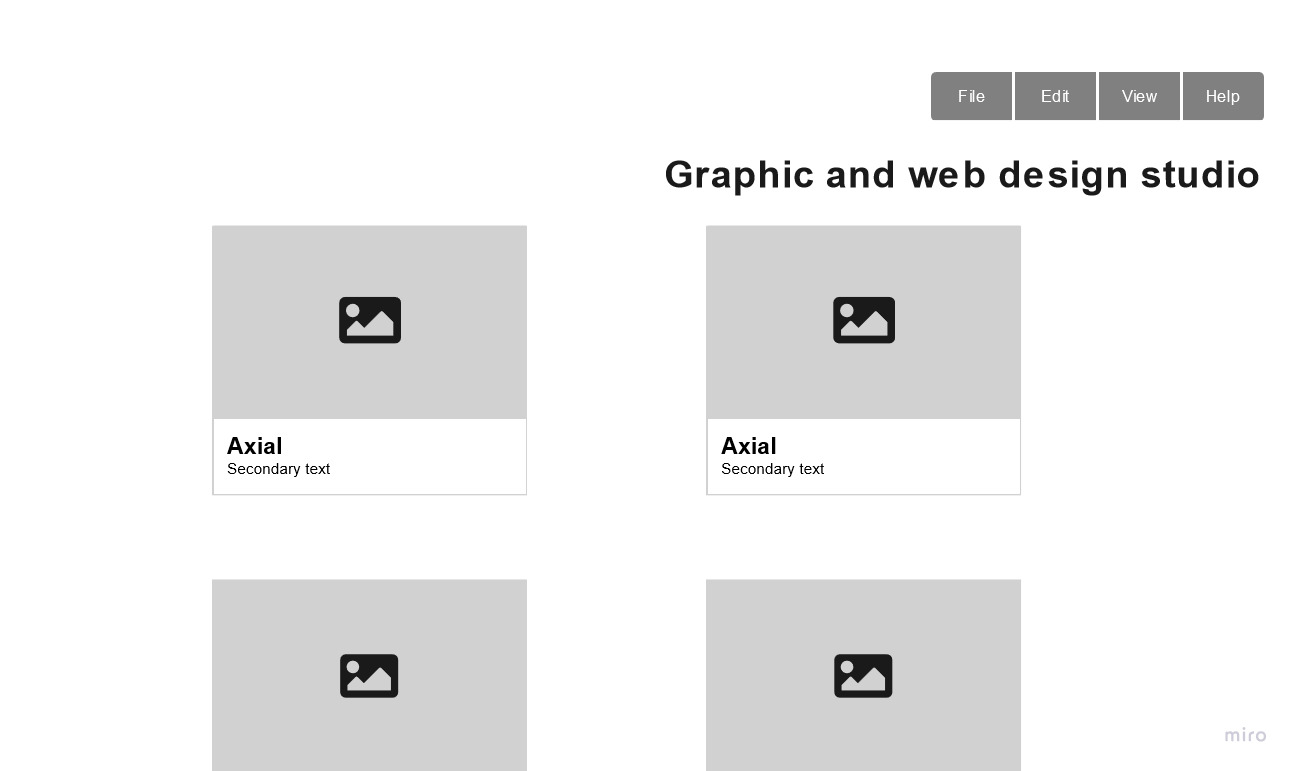 File Edit View Help
Graphic and web design studio
Axial
Secondary text
Axial
Secondary text
miro